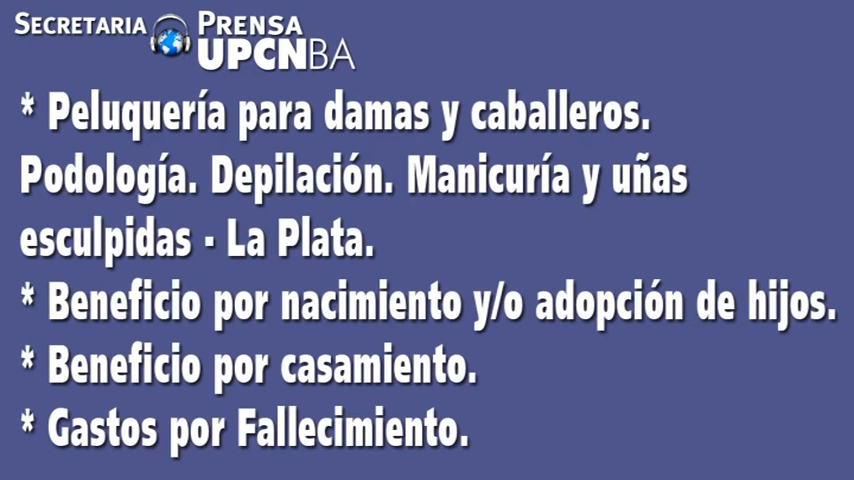 SECRETARIA PRENSA
UPCNBA
* Peluquería para damas y caballeros.
Podología. Depilación. Manicuría y uñas
esculpidas - La Plata.
* Beneficio por nacimiento y/o adopción de hijos.
* Beneficio por casamiento.
* Gastos por Fallecimiento.